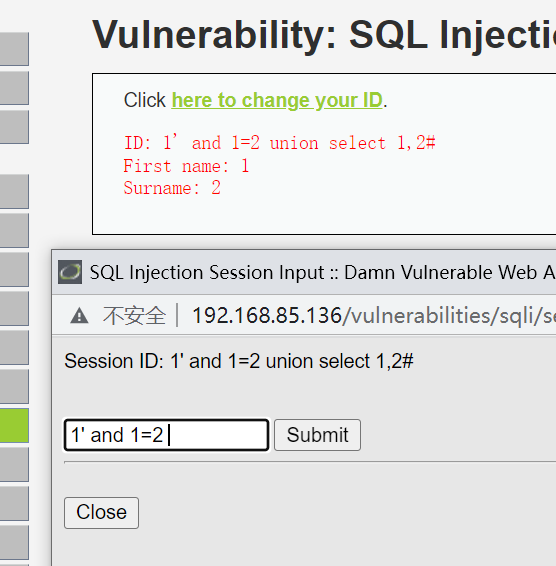 Vulnerability: SQL Injecti
Click here to change your ID.
ID: 1' and 1=2 union select 1,2#
First name: 1
Surname: 2
SQL Injection Session Input :: Damn Vulnerable Web A
不安全 | 192.168.85.136/vulnerabilities/sqli/se
Session ID: 1' and 1=2 union select 1,2#
1' and 1=2 Submit
Close